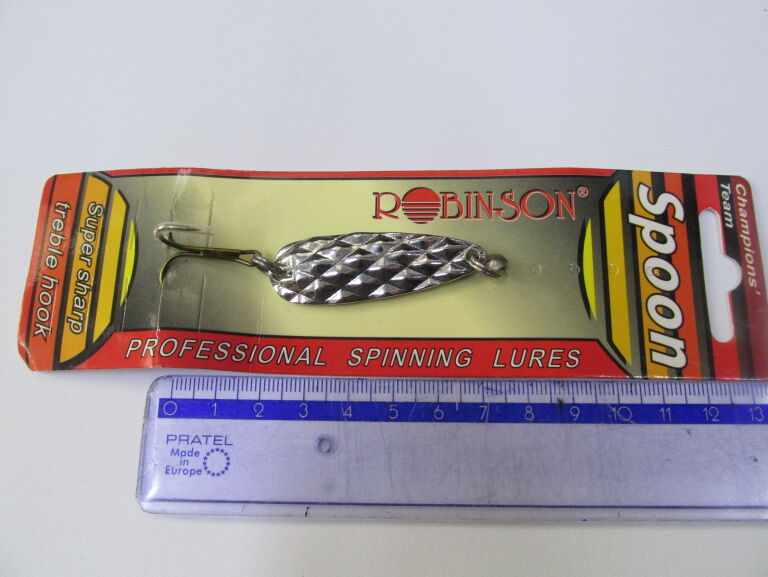 ROBINSON®
Spoon
Champions'
Team
Super sharp
treble hook
PROFESSIONAL SPINNING LURES
0 1 2 3 4 5 6 7 8 9 10 11 12 13
PRATEL
Made
in
Europe